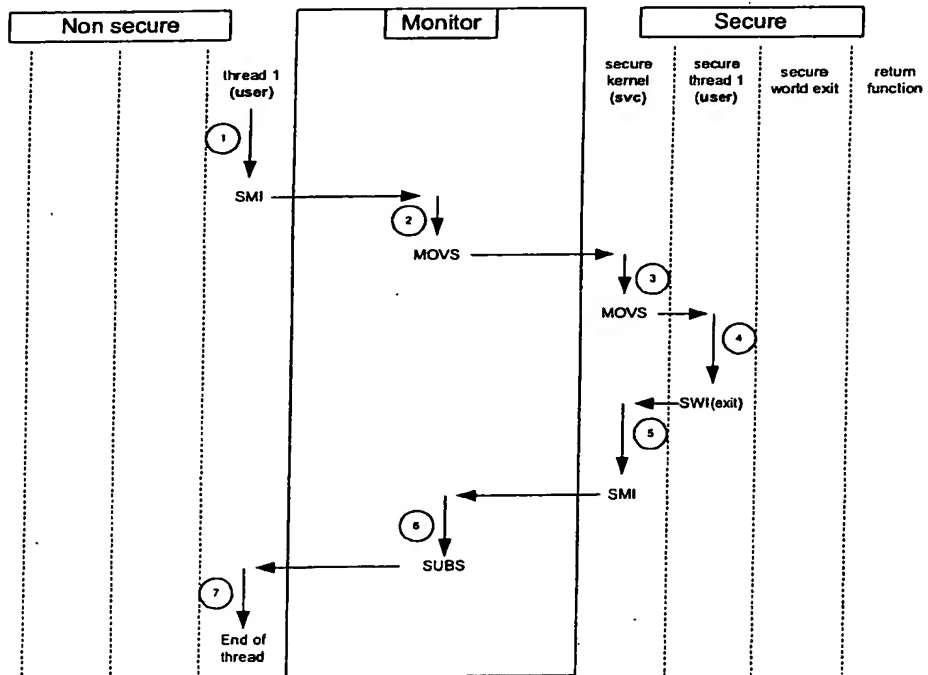 Non secure
Monitor
Secure
thread 1
(user)
secure
kernel
(svc)
secure
thread 1
(user)
secure
world exit
return
function
1
SMI
2
MOVS
3
MOVS
4
SWI(exit)
5
SMI
6
SUBS
7
End of
thread